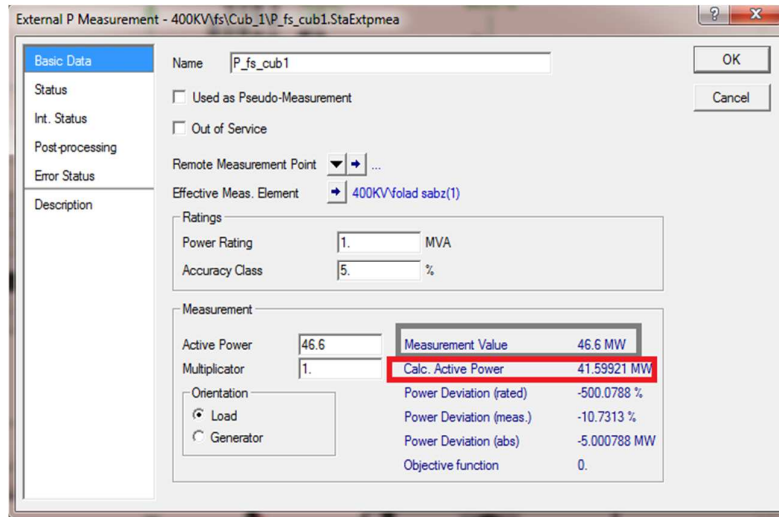 External P Measurement - 400KV\fs\Cub_1\P_fs_cub1.StaExtpmea
? X
Basic Data
Status
Int. Status
Post-processing
Error Status
Description
Name P_fs_cub1
Used as Pseudo-Measurement
Out of Service
Remote Measurement Point ...
Effective Meas. Element 400KV\folad sabz(1)
Ratings
Power Rating 1. MVA
Accuracy Class 5. %
Measurement
Active Power 46.6
Multiplicator 1.
Orientation
Load
Generator
Measurement Value 46.6 MW
Calc. Active Power 41.59921 MW
Power Deviation (rated) -500.0788 %
Power Deviation (meas.) -10.7313 %
Power Deviation (abs) -5.000788 MW
Objective function 0.
OK
Cancel